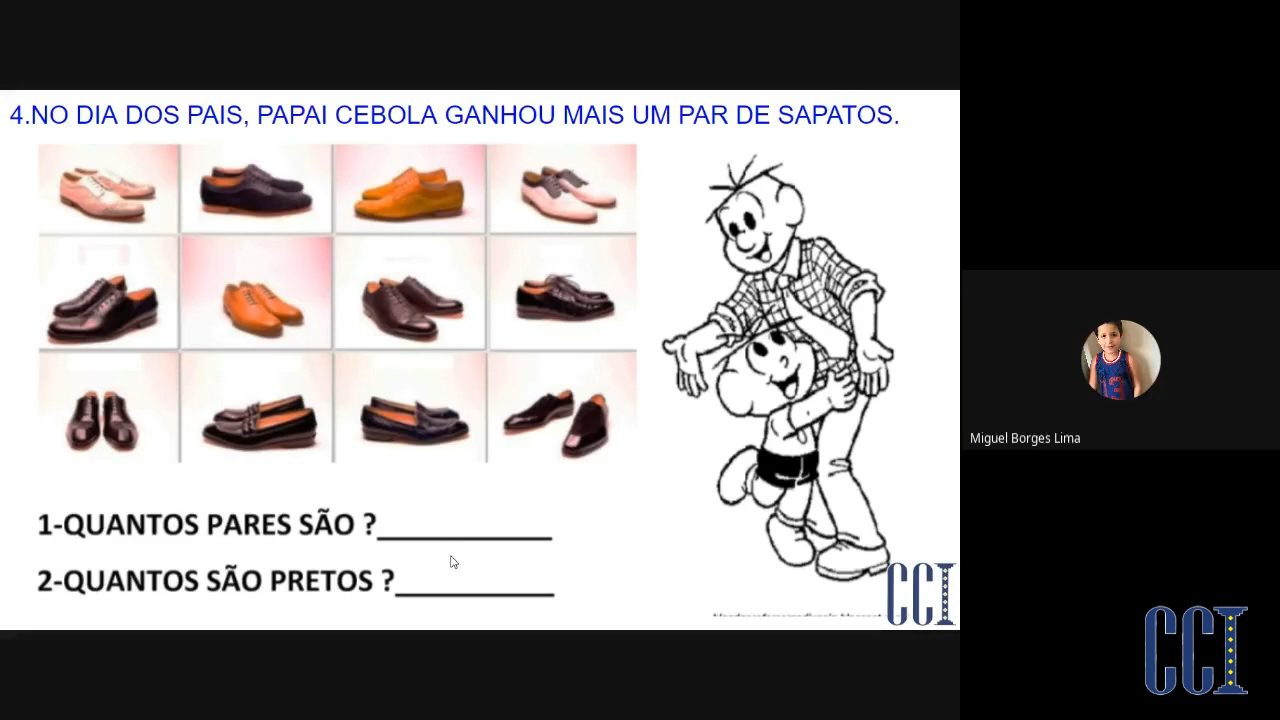 4.NO DIA DOS PAIS, PAPAI CEBOLA GANHOU MAIS UM PAR DE SAPATOS.
1-QUANTOS PARES SÃO ?____________
2-QUANTOS SÃO PRETOS ?___________
CCI
Miguel Borges Lima
CCI